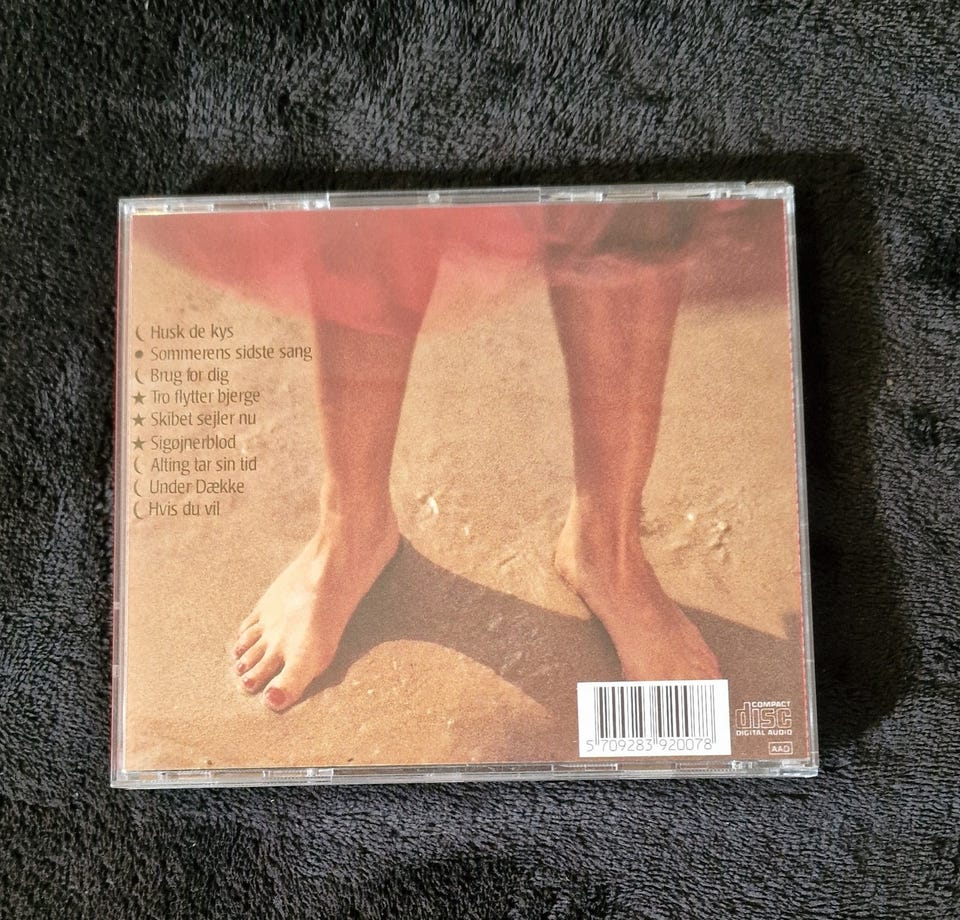 Husk de kys
Sommerens sidste sang
Brug for dig
Tro flytter bjerge
Skibet sejler nu
Sigøjnerblod
Alting tar sin tid
Under Dække
Hvis du vil
5 709283 920078
COMPACT
disc
DIGITAL AUDIO
AAD